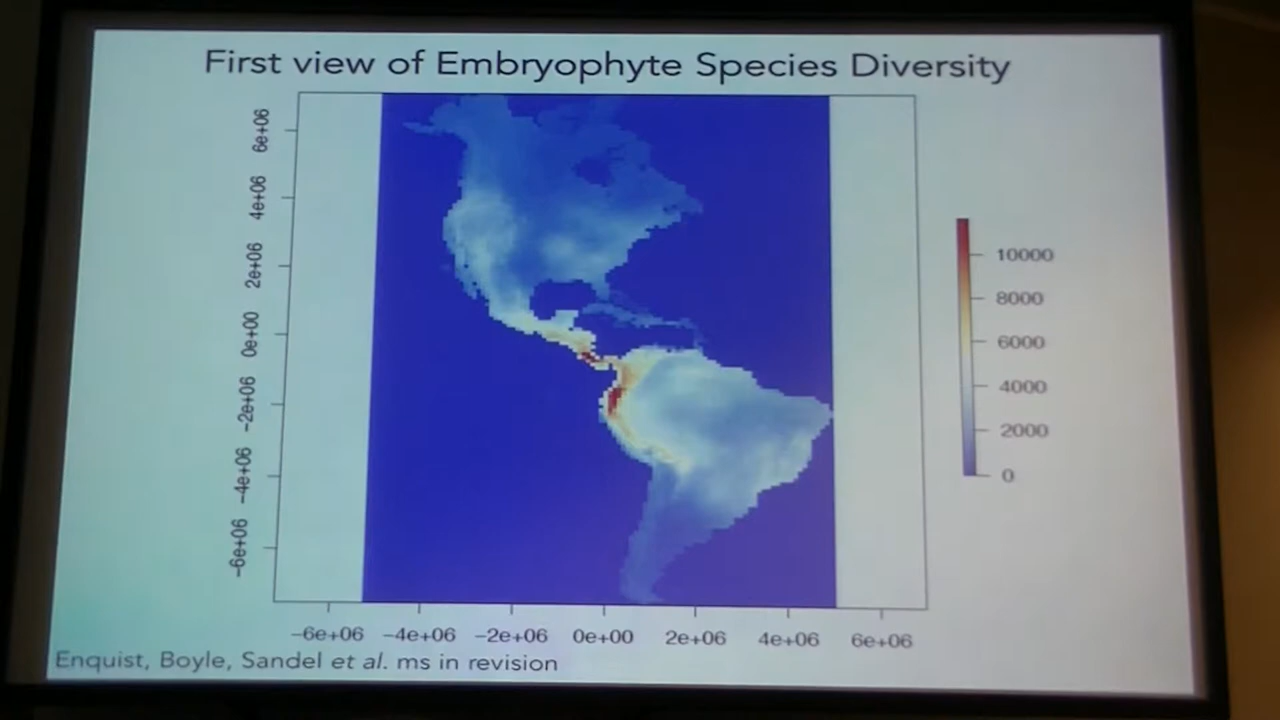 First view of Embryophyte Species Diversity
6e+06
4e+06
2e+06
0e+00
−2e+06
−4e+06
−6e+06
10000
8000
6000
4000
2000
0
−6e+06 −4e+06 −2e+06 0e+00 2e+06 4e+06 6e+06
Enquist, Boyle, Sandel et al. ms in revision